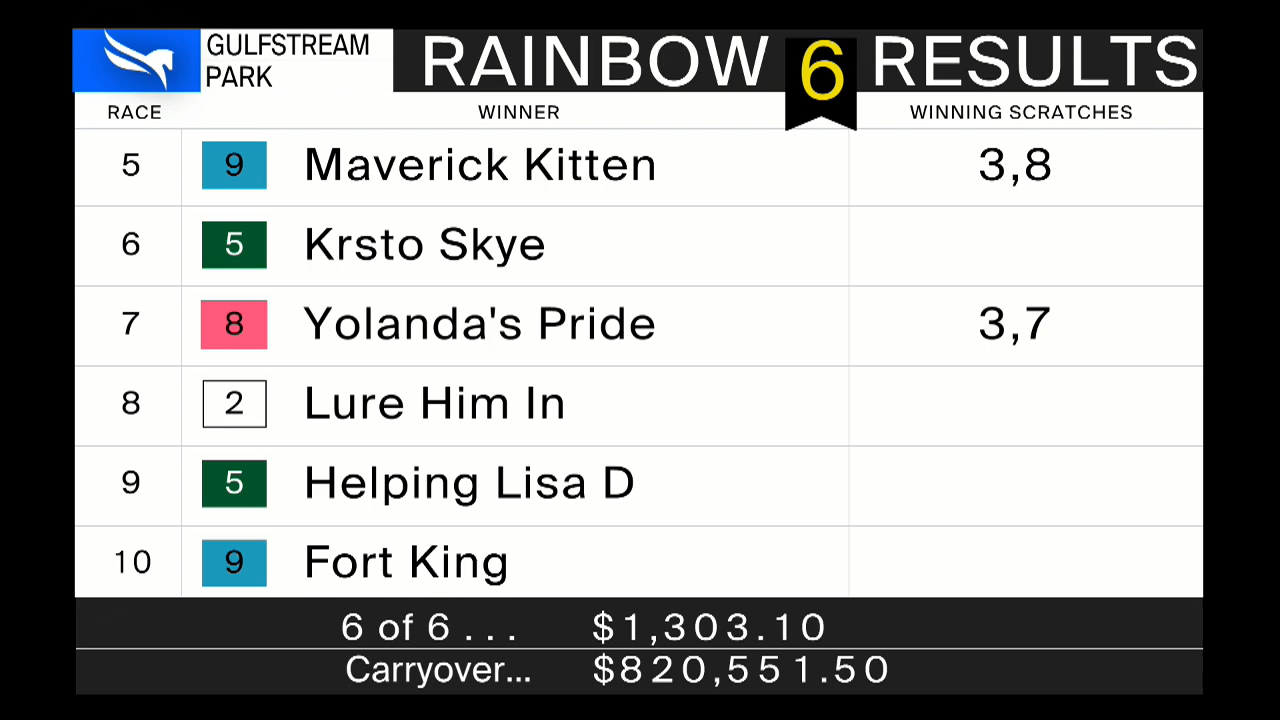 GULFSTREAM
PARK
RAINBOW 6 RESULTS
RACE WINNER WINNING SCRATCHES
5 9 Maverick Kitten 3,8
6 5 Krsto Skye
7 8 Yolanda's Pride 3,7
8 2 Lure Him In
9 5 Helping Lisa D
10 9 Fort King
6 of 6 . . . $1,303.10
Carryover... $820,551.50